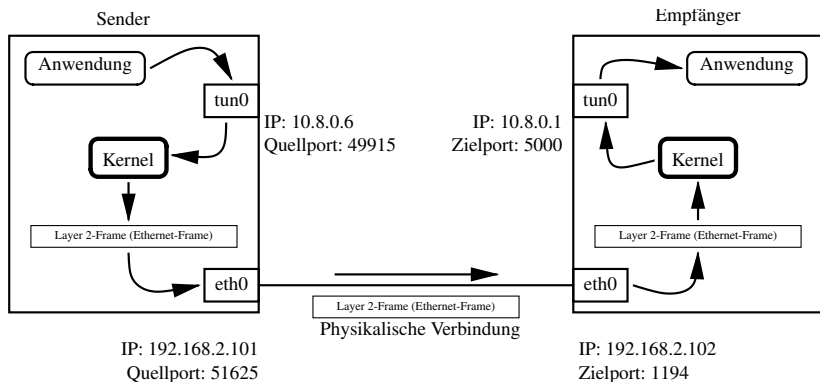 Sender
Empfänger
Anwendung
tun0
IP: 10.8.0.6
Quellport: 49915
Kernel
Layer 2-Frame (Ethernet-Frame)
eth0
IP: 192.168.2.101
Quellport: 51625
Layer 2-Frame (Ethernet-Frame)
Physikalische Verbindung
Anwendung
tun0
IP: 10.8.0.1
Zielport: 5000
Kernel
Layer 2-Frame (Ethernet-Frame)
eth0
IP: 192.168.2.102
Zielport: 1194